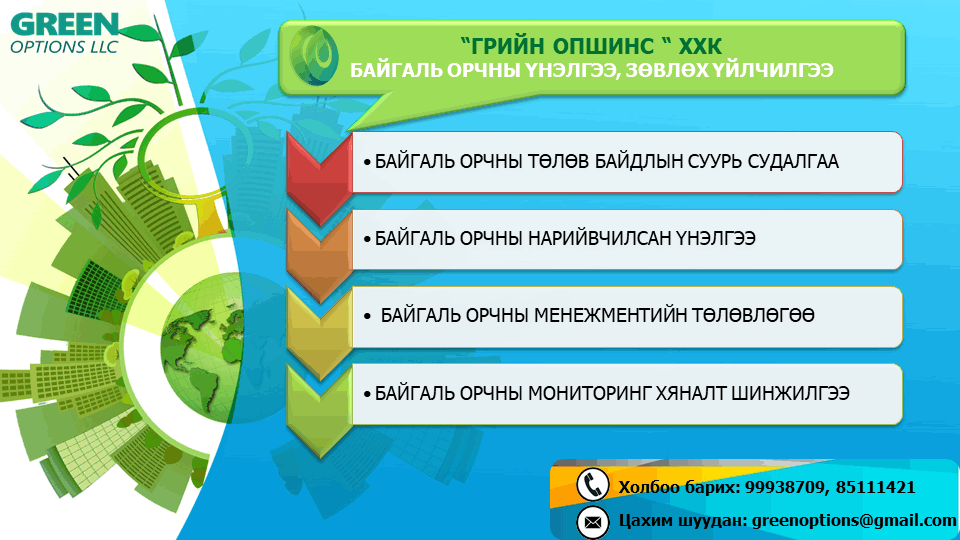 GREEN
OPTIONS LLC
“ГРИЙН ОПШИНС “ ХХК
БАЙГАЛЬ ОРЧНЫ ҮНЭЛГЭЭ, ЗӨВЛӨХ ҮЙЛЧИЛГЭЭ
• БАЙГАЛЬ ОРЧНЫ ТӨЛӨВ БАЙДЛЫН СУУРЬ СУДАЛГАА
• БАЙГАЛЬ ОРЧНЫ НАРИЙВЧИЛСАН ҮНЭЛГЭЭ
• БАЙГАЛЬ ОРЧНЫ МЕНЕЖМЕНТИЙН ТӨЛӨВЛӨГӨӨ
• БАЙГАЛЬ ОРЧНЫ МОНИТОРИНГ ХЯНАЛТ ШИНЖИЛГЭЭ
Холбоо барих: 99938709, 85111421
Цахим шуудан: greenoptions@gmail.com